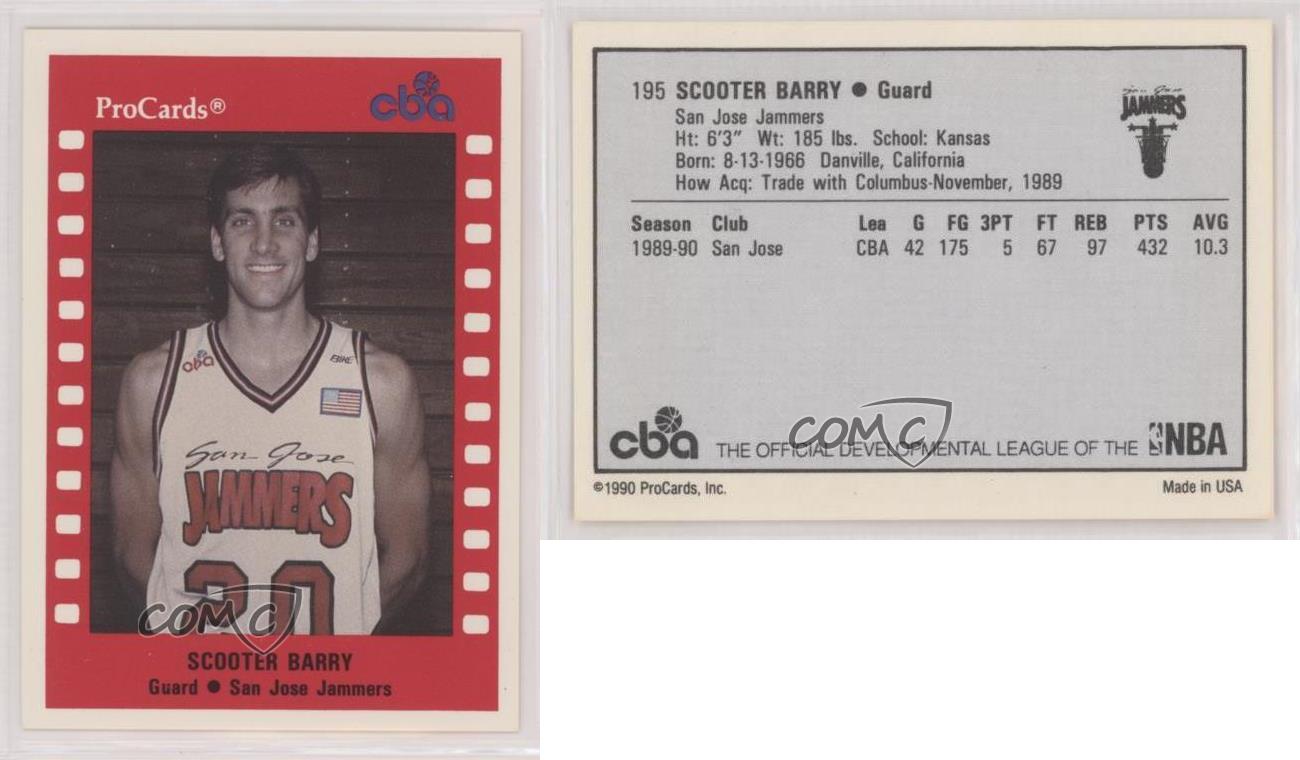 ProCards®
cba
cba
BIKE
San Jose
JAMMERS
30
COMC
SCOOTER BARRY
Guard ● San Jose Jammers
195 SCOOTER BARRY ● Guard
San Jose Jammers
Ht: 6'3" Wt: 185 lbs. School: Kansas
Born: 8-13-1966 Danville, California
How Acq: Trade with Columbus-November, 1989
San Jose
JAMMERS
Season Club Lea G FG 3PT FT REB PTS AVG
1989-90 San Jose CBA 42 175 5 67 97 432 10.3
COMC
cba THE OFFICIAL DEVELOPMENTAL LEAGUE OF THE NBA
©1990 ProCards, Inc. Made in USA